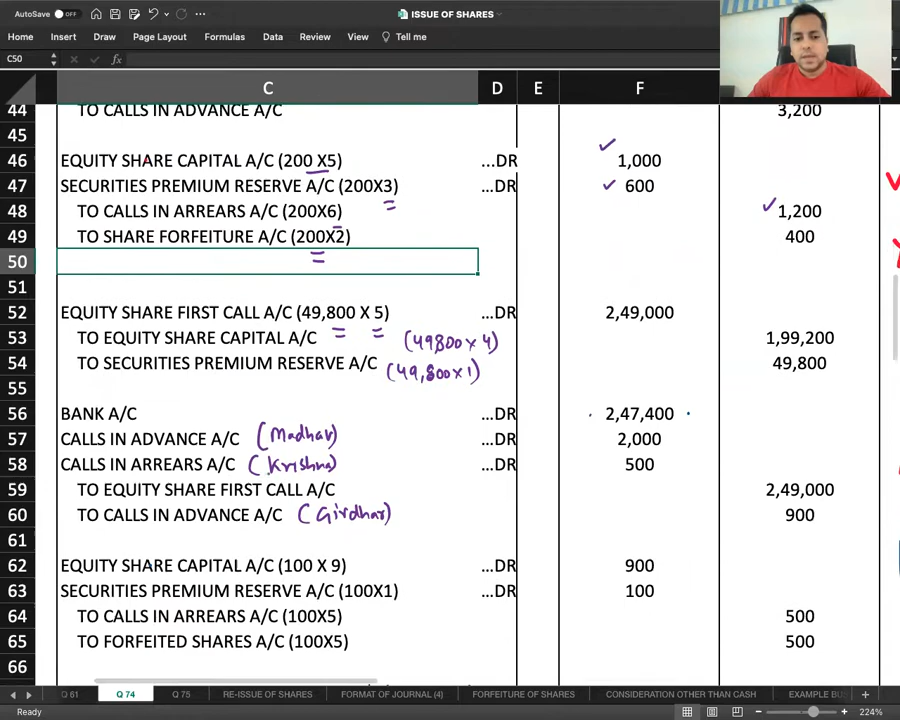 AutoSave OFF ISSUE OF SHARES
Home Insert Draw Page Layout Formulas Data Review View Tell me
C50 fx
C D E F
44 TO CALLS IN ADVANCE A/C 3,200
45
46 EQUITY SHARE CAPITAL A/C (200 X5) ...DR 1,000
47 SECURITIES PREMIUM RESERVE A/C (200X3) ...DR 600
48 TO CALLS IN ARREARS A/C (200X6) 1,200
49 TO SHARE FORFEITURE A/C (200X2) 400
50
51
52 EQUITY SHARE FIRST CALL A/C (49,800 X 5) ...DR 2,49,000
53 TO EQUITY SHARE CAPITAL A/C (49800 x 4) 1,99,200
54 TO SECURITIES PREMIUM RESERVE A/C (49,800 x 1) 49,800
55
56 BANK A/C ...DR 2,47,400
57 CALLS IN ADVANCE A/C (Madhav) ...DR 2,000
58 CALLS IN ARREARS A/C (Krishna) ...DR 500
59 TO EQUITY SHARE FIRST CALL A/C 2,49,000
60 TO CALLS IN ADVANCE A/C (Girdhar) 900
61
62 EQUITY SHARE CAPITAL A/C (100 X 9) ...DR 900
63 SECURITIES PREMIUM RESERVE A/C (100X1) ...DR 100
64 TO CALLS IN ARREARS A/C (100X5) 500
65 TO FORFEITED SHARES A/C (100X5) 500
66
Q 61 Q 74 Q 75 RE-ISSUE OF SHARES FORMAT OF JOURNAL (4) FORFEITURE OF SHARES CONSIDERATION OTHER THAN CASH EXAMPLE BU
Ready 224%